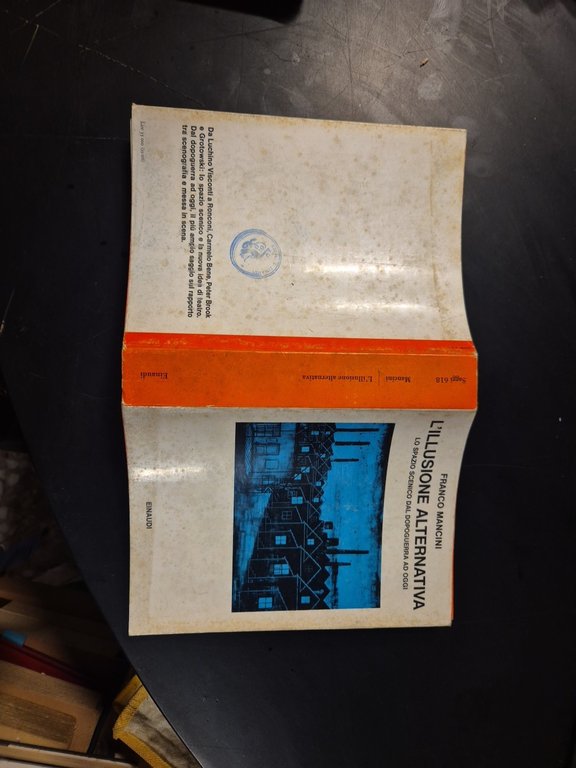 FRANCO MANCINI
L'ILLUSIONE ALTERNATIVA
LO SPAZIO SCENICO DAL DOPOGUERRA AD OGGI
EINAUDI
Saggi 618
Mancini
L'illusione alternativa
Einaudi
Da Luchino Visconti a Ronconi, Carmelo Bene, Peter Brook
e Grotowski: lo spazio scenico e la nuova idea di teatro.
Dal dopoguerra ad oggi, il più ampio saggio sul rapporto
tra scenografia e messa in scena.